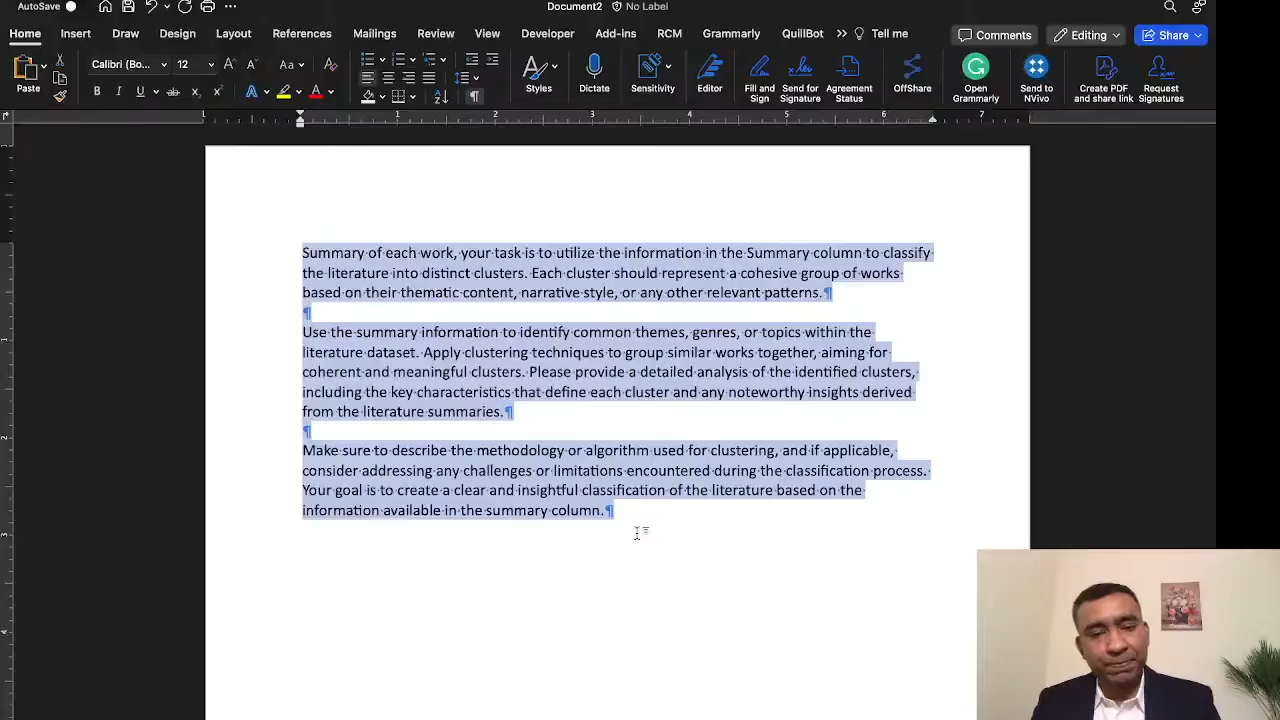 AutoSave
Document2
No Label
Home
Insert
Draw
Design
Layout
References
Mailings
Review
View
Developer
Add-ins
RCM
Grammarly
QuillBot
Tell me
Comments
Editing
Share
Paste
Calibri (Bo...
12
Styles
Dictate
Sensitivity
Editor
Fill and Sign
Send for Signature
Agreement Status
OffShare
Open Grammarly
Send to NVivo
Create PDF and share link
Request Signatures
1 1 2 3 4 5 6 7
Summary of each work, your task is to utilize the information in the Summary column to classify
the literature into distinct clusters. Each cluster should represent a cohesive group of works
based on their thematic content, narrative style, or any other relevant patterns.¶
¶
Use the summary information to identify common themes, genres, or topics within the
literature dataset. Apply clustering techniques to group similar works together, aiming for
coherent and meaningful clusters. Please provide a detailed analysis of the identified clusters,
including the key characteristics that define each cluster and any noteworthy insights derived
from the literature summaries.¶
¶
Make sure to describe the methodology or algorithm used for clustering, and if applicable,
consider addressing any challenges or limitations encountered during the classification process.
Your goal is to create a clear and insightful classification of the literature based on the
information available in the summary column.¶